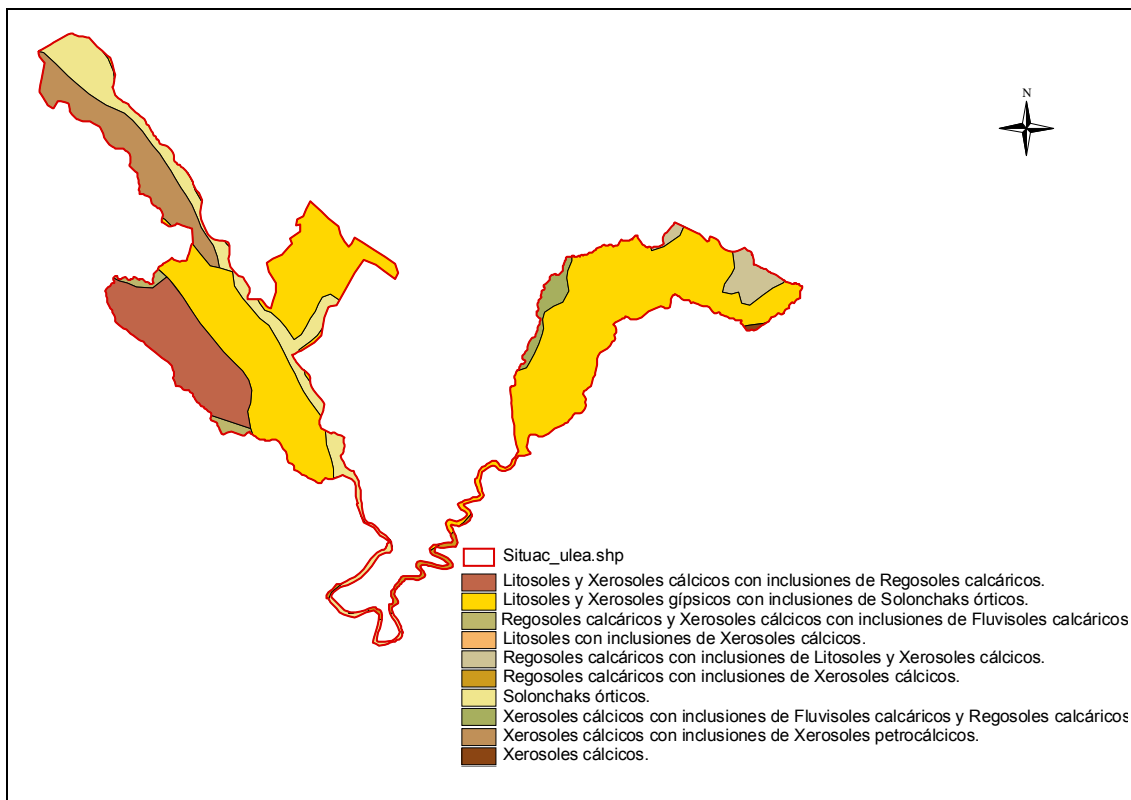 N
Situac_ulea.shp
Litosoles y Xerosoles cálcicos con inclusiones de Regosoles calcáricos.
Litosoles y Xerosoles gípsicos con inclusiones de Solonchaks órticos.
Regosoles calcáricos y Xerosoles cálcicos con inclusiones de Fluvisoles calcáricos
Litosoles con inclusiones de Xerosoles cálcicos.
Regosoles calcáricos con inclusiones de Litosoles y Xerosoles cálcicos.
Regosoles calcáricos con inclusiones de Xerosoles cálcicos.
Solonchaks órticos.
Xerosoles cálcicos con inclusiones de Fluvisoles calcáricos y Regosoles calcáricos
Xerosoles cálcicos con inclusiones de Xerosoles petrocálcicos.
Xerosoles cálcicos.